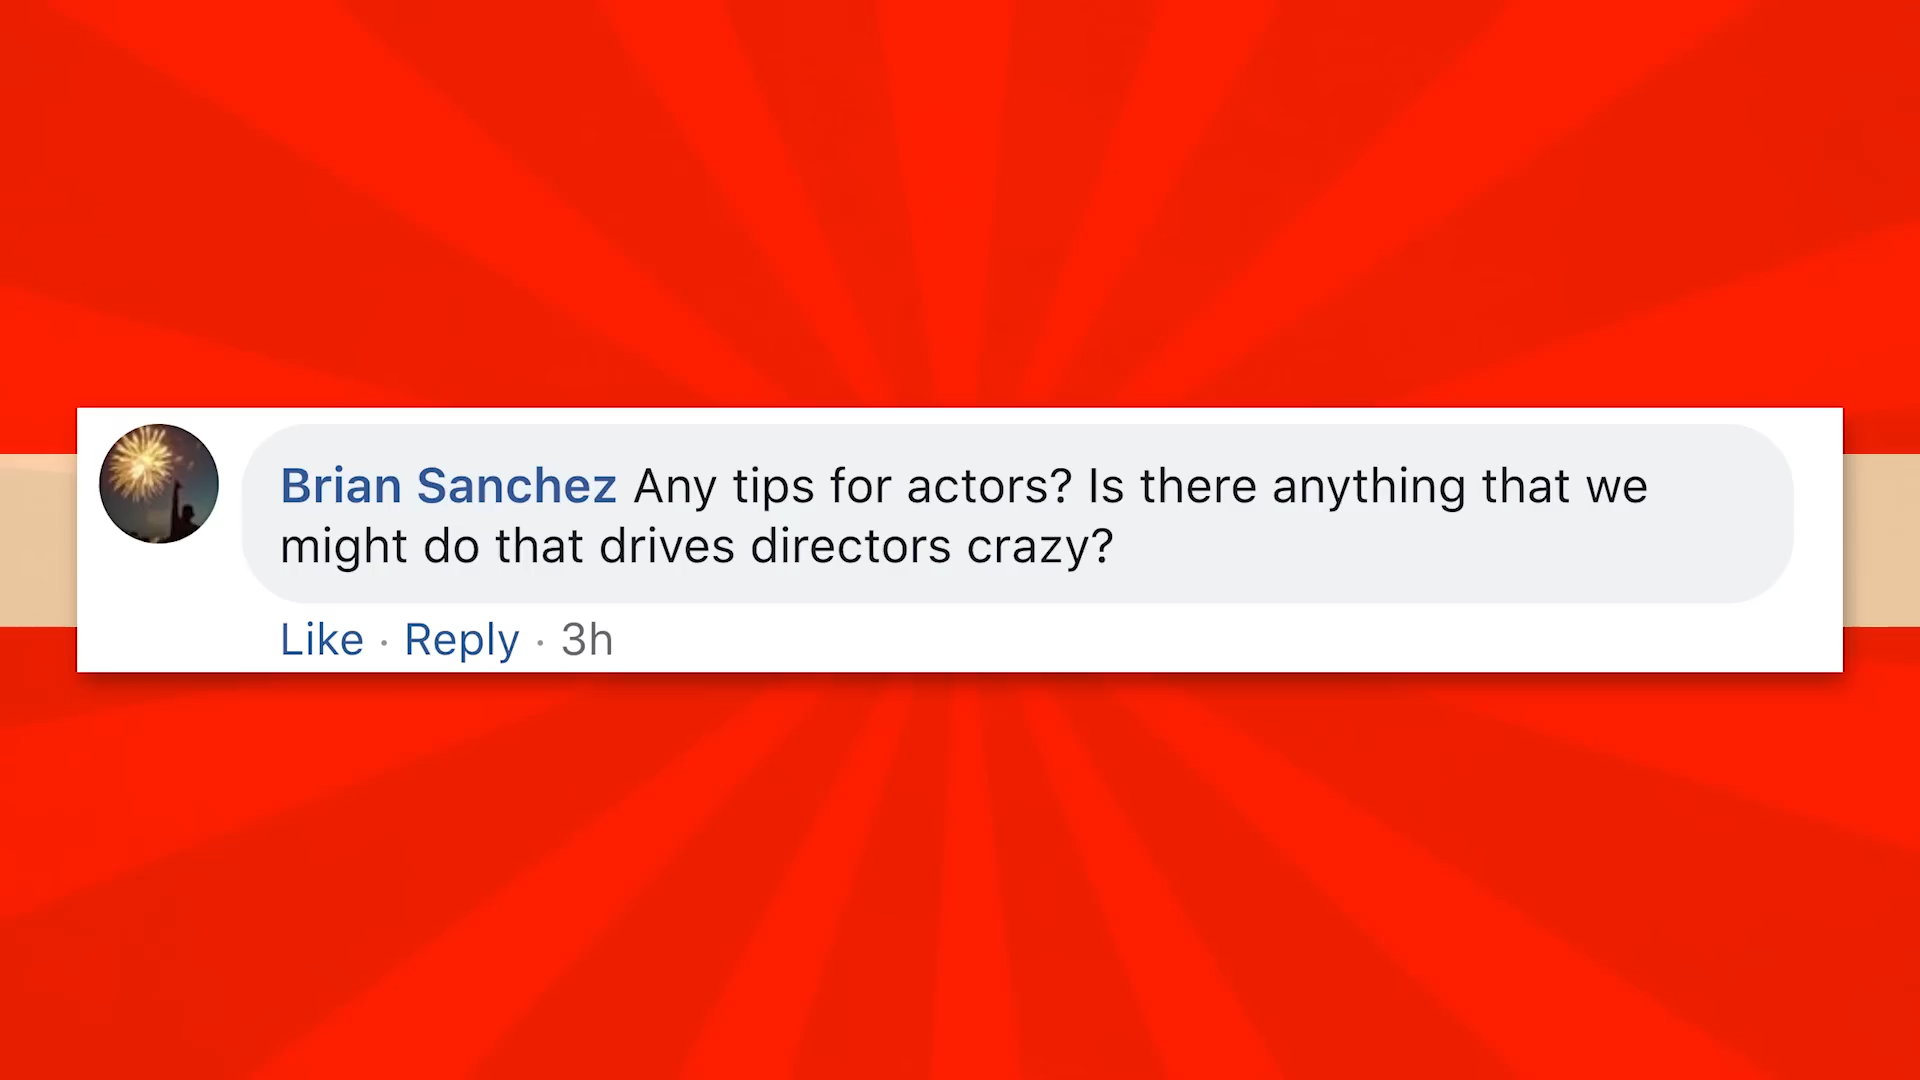 Brian Sanchez Any tips for actors? Is there anything that we
might do that drives directors crazy?
Like · Reply · 3h